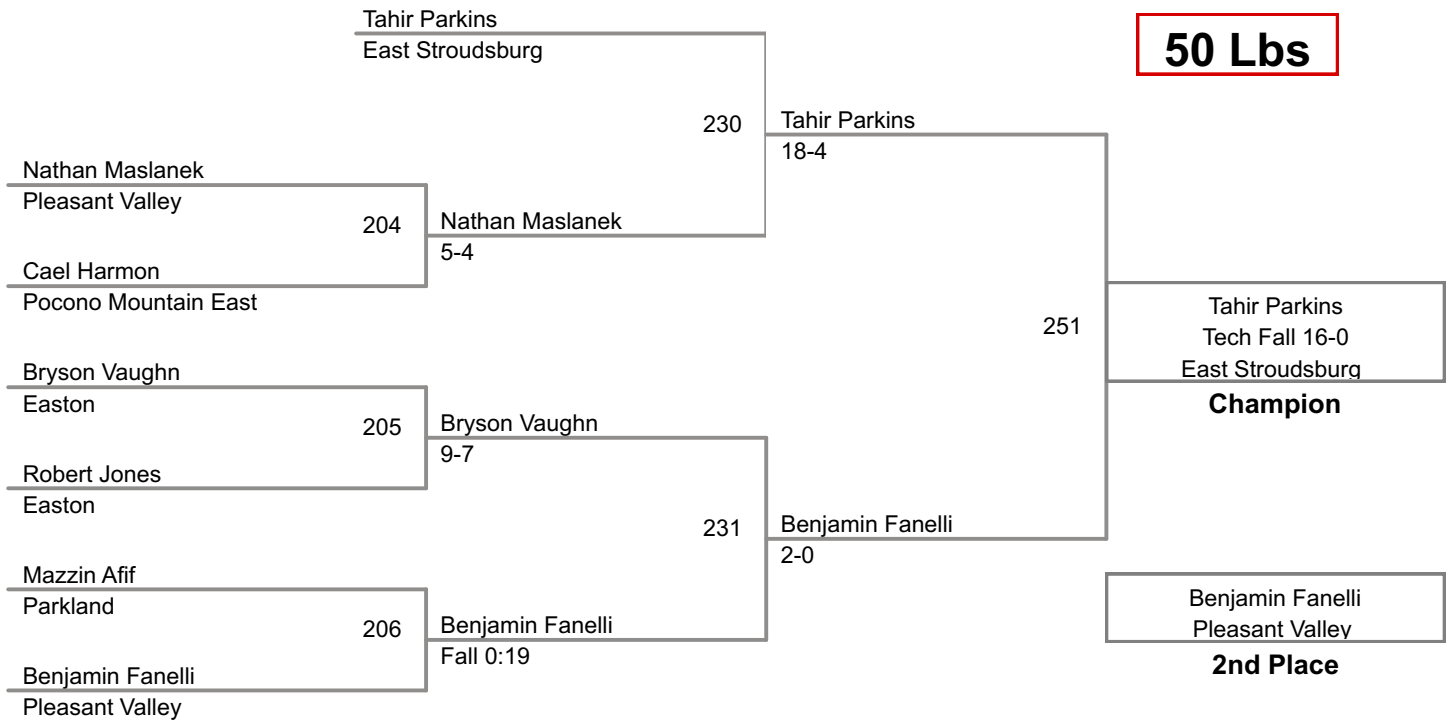 Tahir Parkins
East Stroudsburg
50 Lbs
230
Tahir Parkins
18-4
Nathan Maslanek
Pleasant Valley
204
Nathan Maslanek
5-4
Cael Harmon
Pocono Mountain East
251
Tahir Parkins
Tech Fall 16-0
East Stroudsburg
Champion
Bryson Vaughn
Easton
205
Bryson Vaughn
9-7
Robert Jones
Easton
231
Benjamin Fanelli
2-0
Mazzin Afif
Parkland
206
Benjamin Fanelli
Fall 0:19
Benjamin Fanelli
Pleasant Valley
Benjamin Fanelli
Pleasant Valley
2nd Place